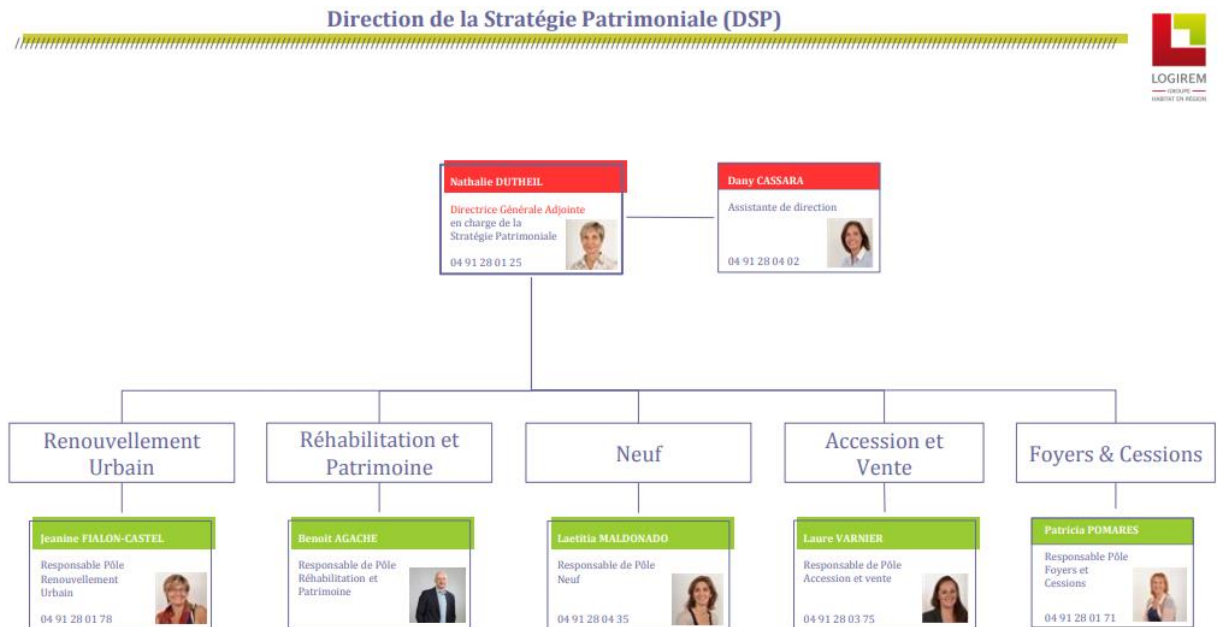 Direction de la Stratégie Patrimoniale (DSP)
LOGIREM
GROUPE
HABITAT EN RÉGION
Nathalie DUTHEIL
Directrice Générale Adjointe
en charge de la
Stratégie Patrimoniale
04 91 28 01 25
Dany CASSARA
Assistante de direction
04 91 28 04 02
Renouvellement
Urbain
Réhabilitation et
Patrimoine
Neuf
Accession et
Vente
Foyers & Cessions
Jeanine FIALON-CASTEL
Responsable Pôle
Renouvellement
Urbain
04 91 28 01 78
Benoit AGACHE
Responsable de Pôle
Réhabilitation et
Patrimoine
Laetitia MALDONADO
Responsable de Pôle
Neuf
04 91 28 04 35
Laure VARNIER
Responsable de Pôle
Accession et vente
04 91 28 03 75
Patricia POMARES
Responsable Pôle
Foyers et
Cessions
04 91 28 01 71